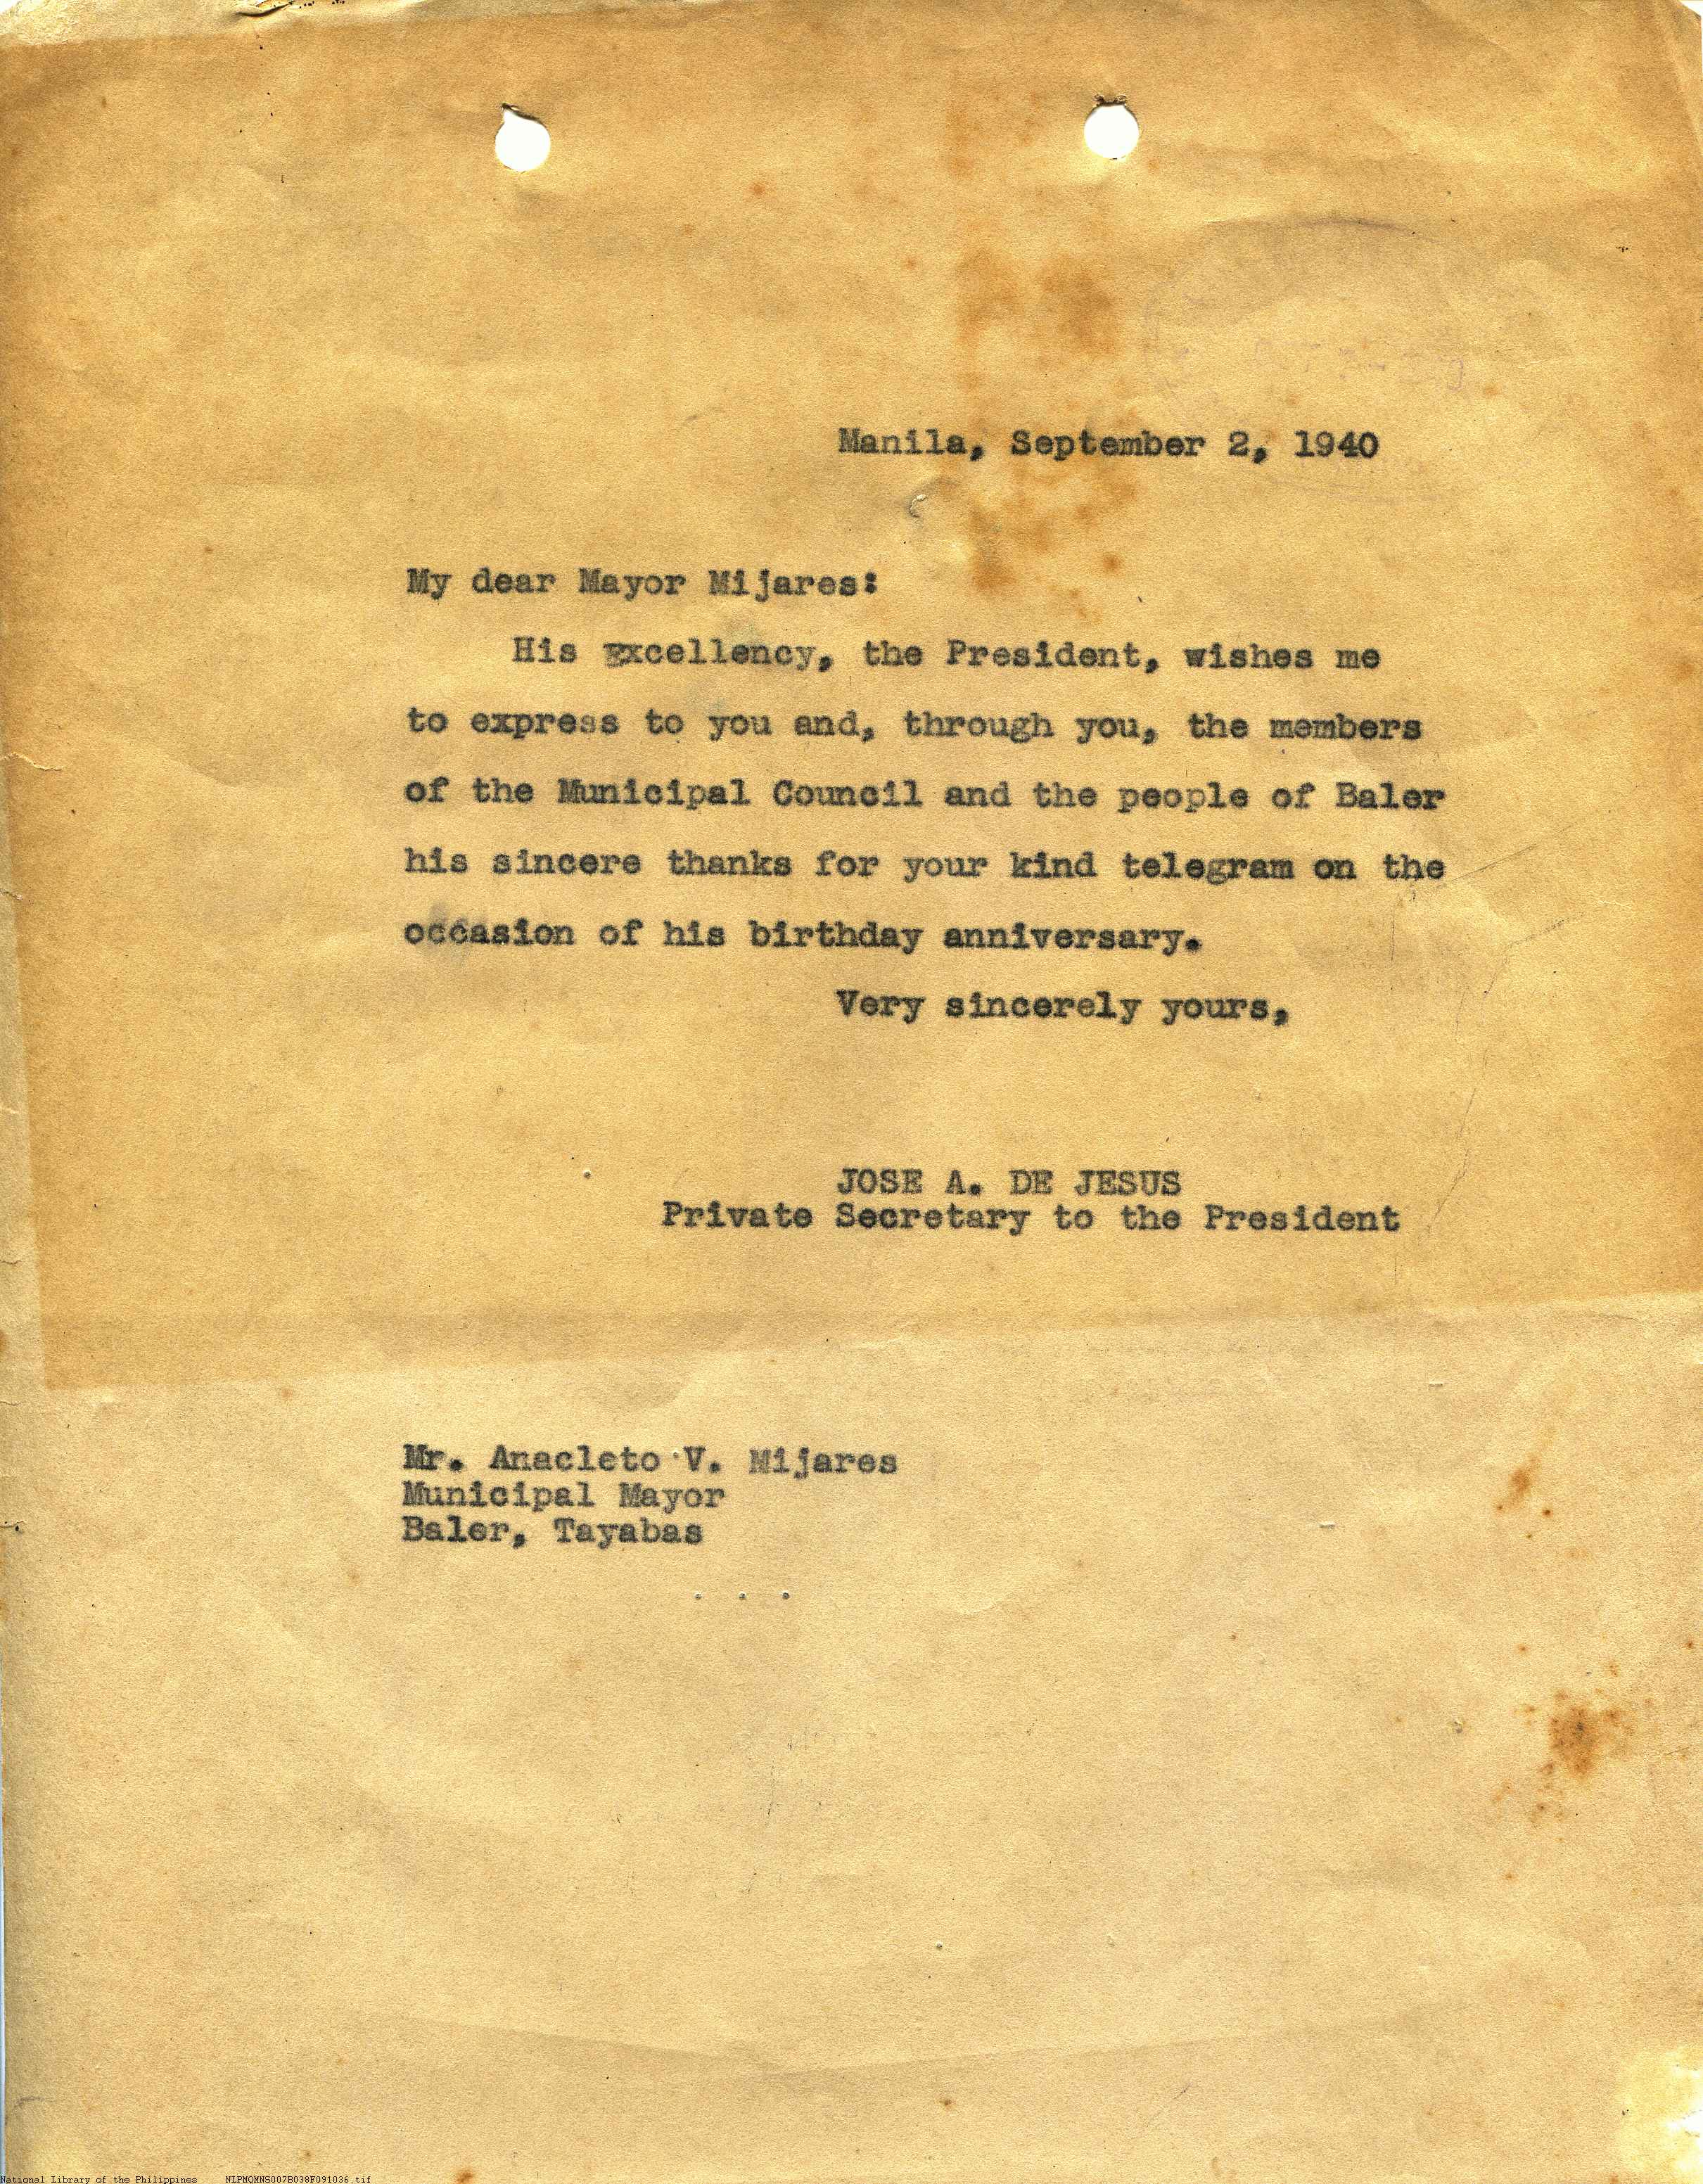 Manila, September 2, 1940
My dear Mayor Mijares:
His Excellency, the President, wishes me
to express to you and, through you, the members
of the Municipal Council and the people of Baler
his sincere thanks for your kind telegram on the
occasion of his birthday anniversary.
Very sincerely yours,
JOSE A. DE JESUS
Private Secretary to the President
Mr. Anacleto V. Mijares
Municipal Mayor
Baler, Tayabas
. . .
National Library of the Philippines NLPMQMNS007B038F091036.tif